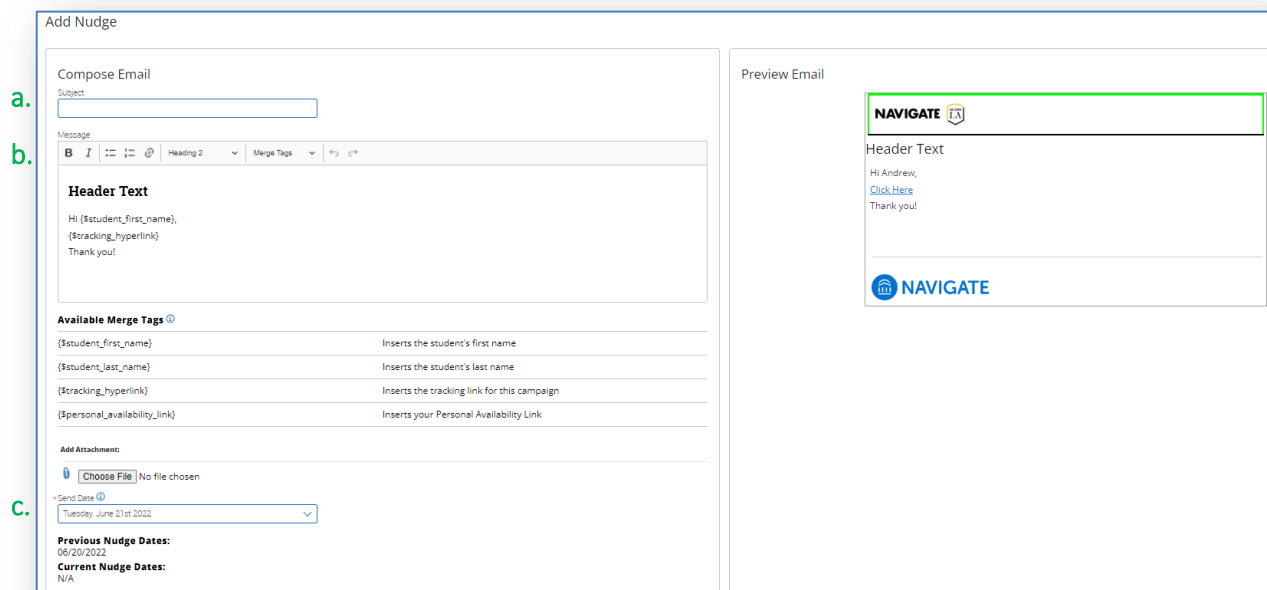 Add Nudge
Compose Email
a.
Subject
b.
Message
B I Heading 2 Merge Tags
Header Text
Hi {$student_first_name},
{$tracking_hyperlink}
Thank you!
Available Merge Tags
{$student_first_name} Inserts the student's first name
{$student_last_name} Inserts the student's last name
{$tracking_hyperlink} Inserts the tracking link for this campaign
{$personal_availability_link} Inserts your Personal Availability Link
Add Attachment:
Choose File No file chosen
c.
*Send Date
Tuesday, June 21st 2022
Previous Nudge Dates:
06/20/2022
Current Nudge Dates:
N/A
Preview Email
NAVIGATE LA
Header Text
Hi Andrew,
Click Here
Thank you!
NAVIGATE